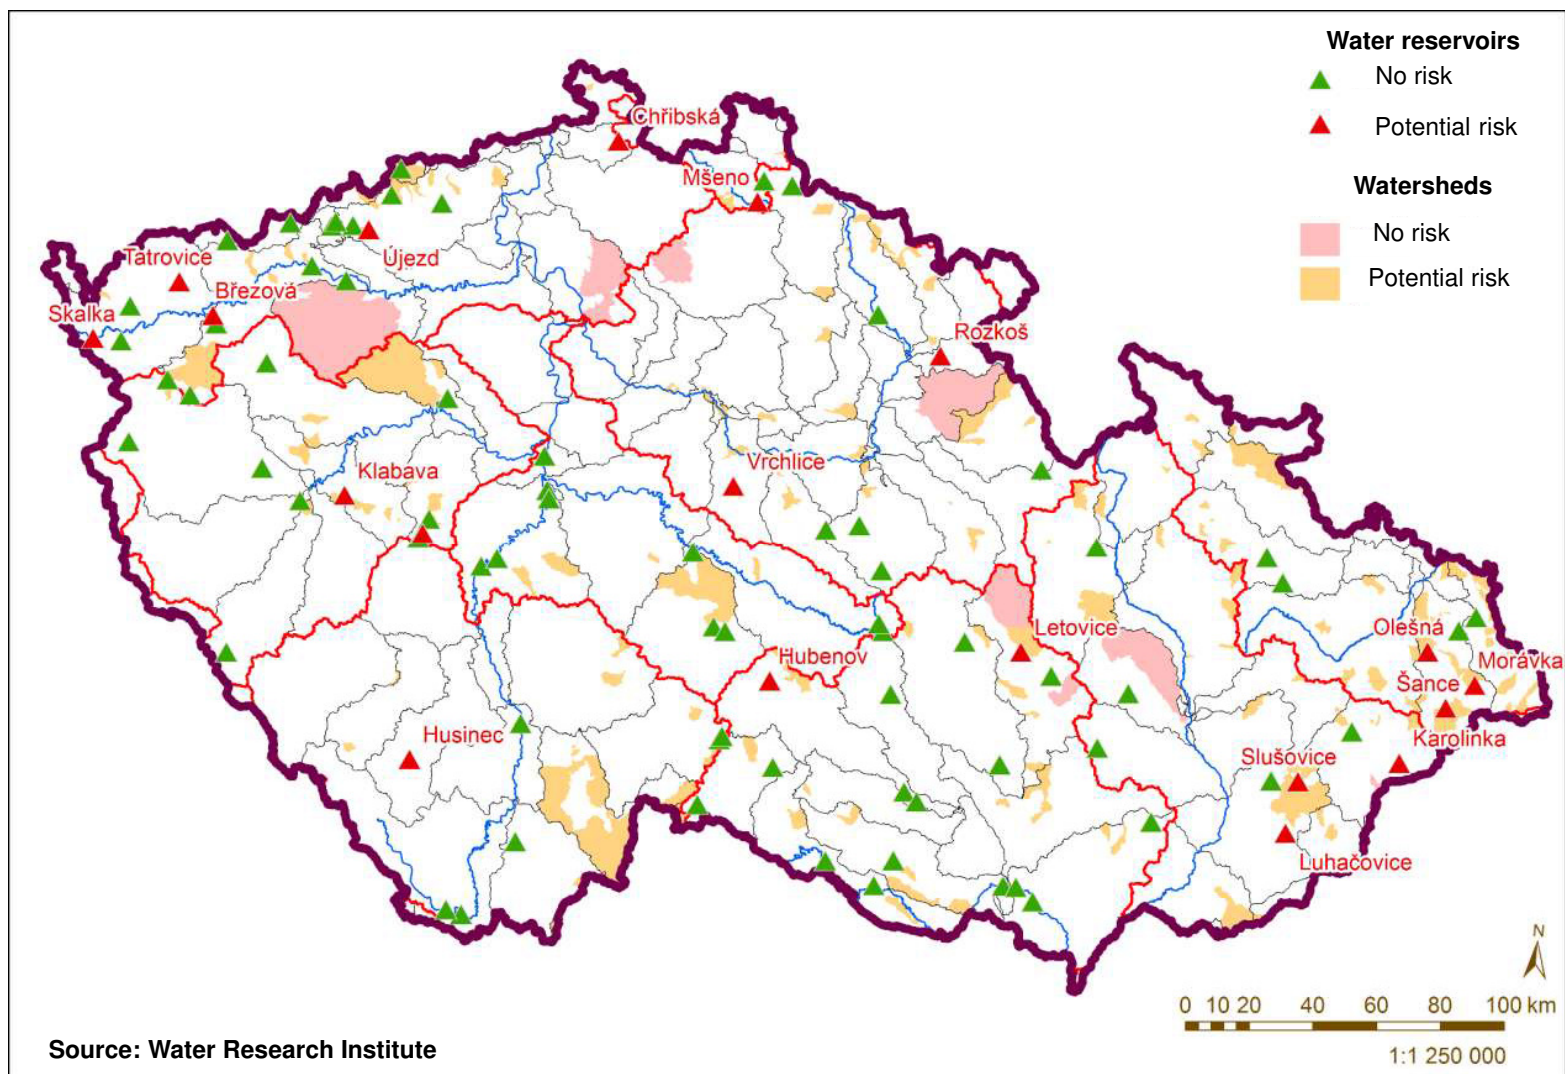 Water reservoirs
No risk
Potential risk
Watersheds
No risk
Potential risk
Chřibská
Mšeno
Tatrovice
Újezd
Březová
Skalka
Rozkoš
Klabava
Vrchlice
Letovice
Olešná
Hubenov
Morávka
Šance
Husinec
Karolinka
Slušovice
Luhačovice
N
0 10 20 40 60 80 100 km
1:1 250 000
Source: Water Research Institute